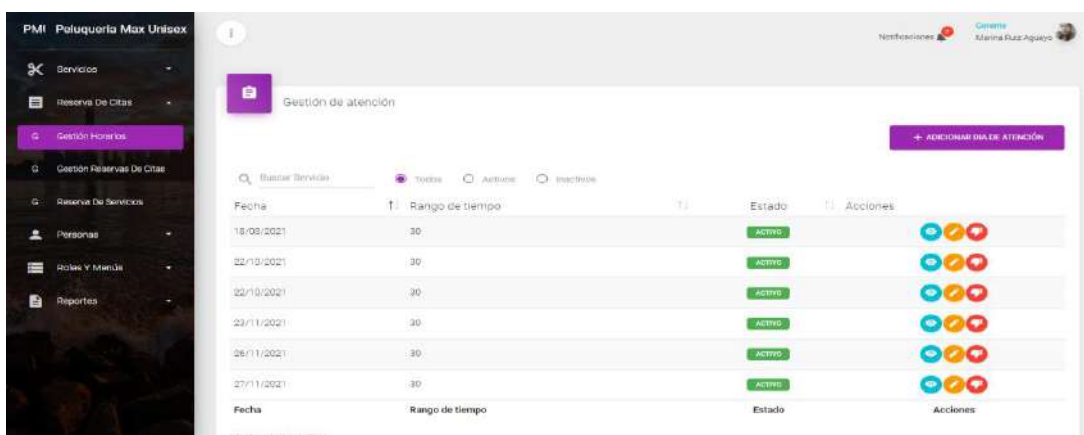 PMI Peluquería Max Unisex
Notificaciones
Gerente
Marina Ruiz Aguayo
Servicios
Reserva De Citas
Gestión de atención
G Gestión Horarios
+ ADICIONAR DIA DE ATENCIÓN
G Gestión Reservas De Citas
Buscar Servicio Todos Activos Inactivos
G Reserva De Servicios
Fecha Rango de tiempo Estado Acciones
Personas
18/03/2021 30 ACTIVO
Roles Y Menús
22/10/2021 30 ACTIVO
Reportes
22/10/2021 30 ACTIVO
23/11/2021 30 ACTIVO
26/11/2021 30 ACTIVO
27/11/2021 30 ACTIVO
Fecha Rango de tiempo Estado Acciones